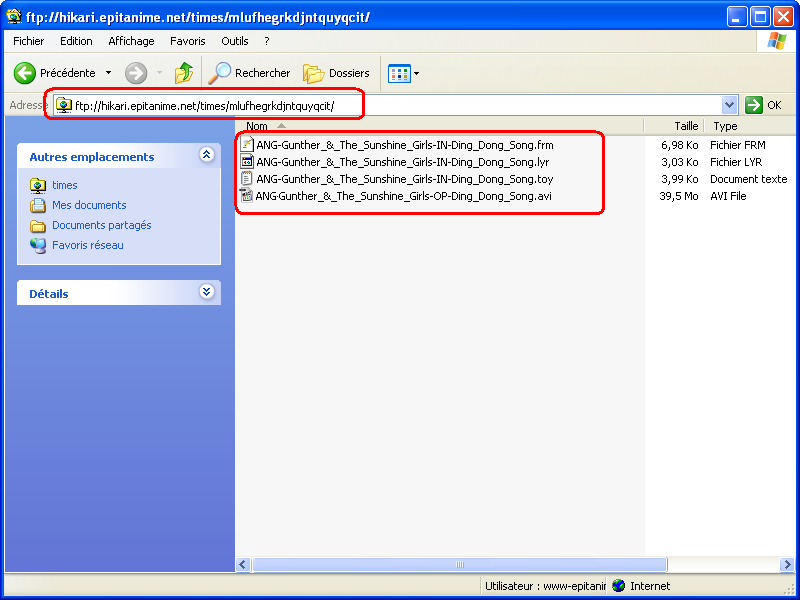 ftp://hikari.epitanime.net/times/mlufhegrkdjntquyqcit/
Fichier Edition Affichage Favoris Outils ?
Précédente Rechercher Dossiers
Adresse ftp://hikari.epitanime.net/times/mlufhegrkdjntquyqcit/ OK
Nom Taille Type
ANG-Gunther_&_The_Sunshine_Girls-IN-Ding_Dong_Song.frm 6,98 Ko Fichier FRM
ANG-Gunther_&_The_Sunshine_Girls-IN-Ding_Dong_Song.lyr 3,03 Ko Fichier LYR
ANG-Gunther_&_The_Sunshine_Girls-IN-Ding_Dong_Song.toy 3,99 Ko Document texte
ANG-Gunther_&_The_Sunshine_Girls-OP-Ding_Dong_Song.avi 39,5 Mo AVI File
Autres emplacements
times
Mes documents
Documents partagés
Favoris réseau
Détails
Utilisateur : www-epitanir Internet